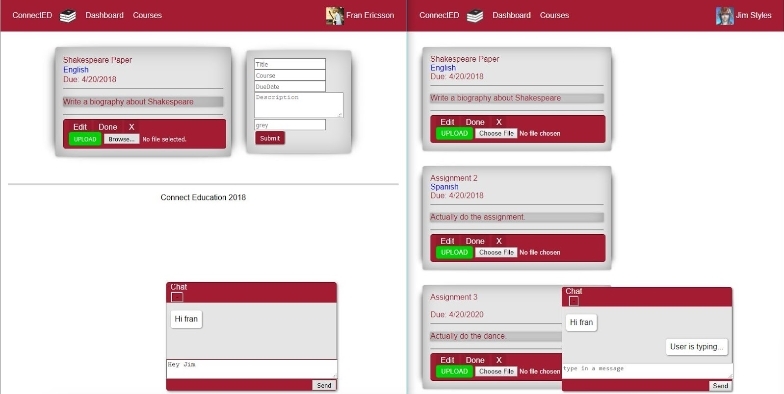 ConnectED Dashboard Courses Fran Ericsson
Shakespeare Paper
English
Due: 4/20/2018
Write a biography about Shakespeare.
Edit Done X
UPLOAD Browse... No file selected.
Title
Course
DueDate
Description
grey
Submit
Connect Education 2018
Chat
Hi fran
Hey Jim
Send
ConnectED Dashboard Courses Jim Styles
Shakespeare Paper
English
Due: 4/20/2018
Write a biography about Shakespeare
Edit Done X
UPLOAD Choose File No file chosen
Assignment 2
Spanish
Due: 4/20/2018
Actually do the assignment.
Edit Done X
UPLOAD Choose File No file chosen
Assignment 3
Due: 4/20/2020
Actually do the dance.
Edit Done X
UPLOAD Choose File No file chosen
Chat
Hi fran
User is typing...
type in a message
Send